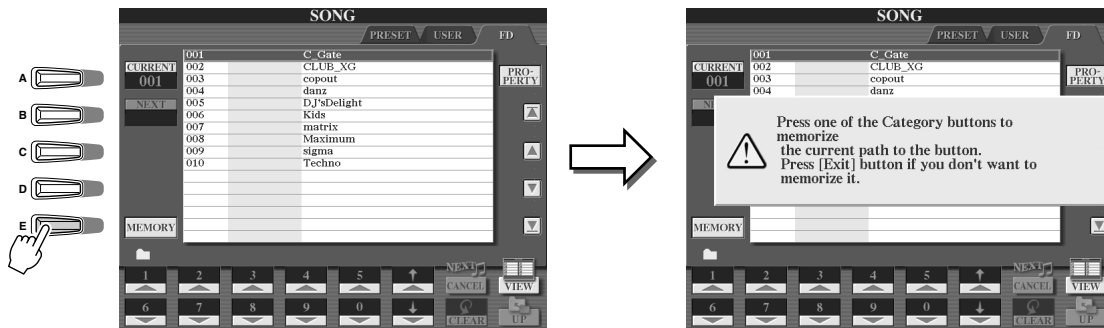 SONG
PRESET USER FD
001 C_Gate
CURRENT 002 CLUB_XG
001 003 copout
PRO-
PERTY
004 danz
NEXT 005 DJ'sDelight
006 Kids
007 matrix
008 Maximum
009 sigma
010 Techno
MEMORY
A
B
C
D
E
1 2 3 4 5 NEXT
CANCEL VIEW
6 7 8 9 0 CLEAR UP
SONG
PRESET USER FD
001 C_Gate
CURRENT 002 CLUB_XG
001 003 copout
PRO-
PERTY
004 danz
Press one of the Category buttons to
memorize
the current path to the button.
Press [Exit] button if you don't want to
memorize it.
MEMORY
1 2 3 4 5 NEXT
CANCEL VIEW
6 7 8 9 0 CLEAR UP